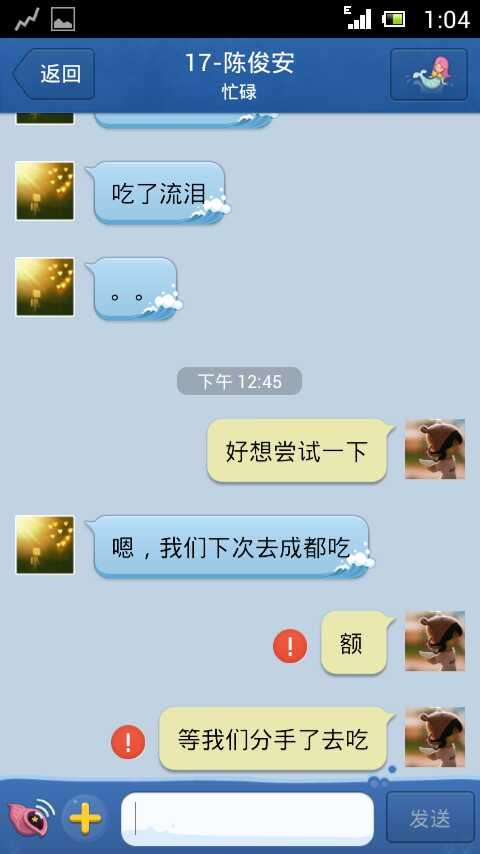 1:04
返回
17-陈俊安
忙碌
吃了流泪
。。
下午 12:45
好想尝试一下
嗯，我们下次去成都吃
额
等我们分手了去吃
发送